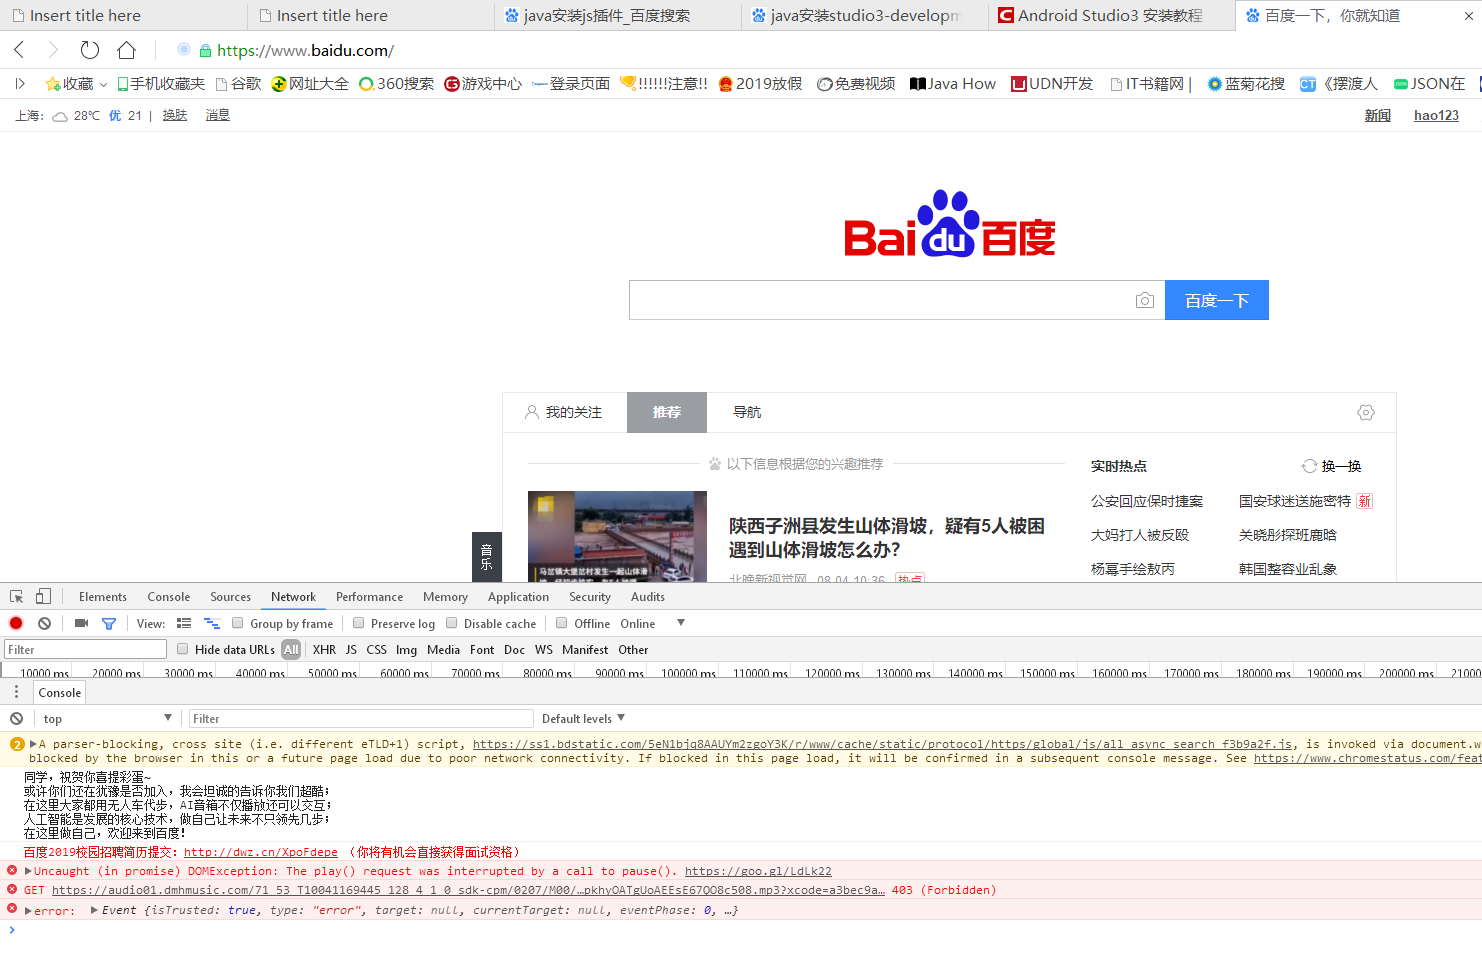 Insert title here
Insert title here
java安装js插件_百度搜索
java安装studio3-developm
Android Studio3 安装教程
百度一下，你就知道
https://www.baidu.com/
收藏
手机收藏夹
谷歌
网址大全
360搜索
游戏中心
登录页面
!!!!!!注意!!
2019放假
免费视频
Java How
UDN开发
IT书籍网 |
蓝菊花搜
《摆渡人
JSON在
上海： 28℃ 优 21 | 换肤 消息
新闻 hao123
Bai du 百度
百度一下
我的关注 推荐 导航
以下信息根据您的兴趣推荐
实时热点 换一换
公安回应保时捷案 国安球迷送施密特 新
陕西子洲县发生山体滑坡，疑有5人被困
遇到山体滑坡怎么办？
大妈打人被反殴 关晓彤探班鹿晗
音乐
马岔镇大堡岔村发生一起山体滑
北晚新视觉网 08-04 10:36 热点
杨幂手绘敖丙 韩国整容业乱象
Elements Console Sources Network Performance Memory Application Security Audits
View: Group by frame Preserve log Disable cache Offline Online
Filter Hide data URLs All XHR JS CSS Img Media Font Doc WS Manifest Other
10000 ms 20000 ms 30000 ms 40000 ms 50000 ms 60000 ms 70000 ms 80000 ms 90000 ms 100000 ms 110000 ms 120000 ms 130000 ms 140000 ms 150000 ms 160000 ms 170000 ms 180000 ms 190000 ms 200000 ms 21000
Console
top Filter Default levels
2 A parser-blocking, cross site (i.e. different eTLD+1) script, https://ss1.bdstatic.com/5eN1bjq8AAUYm2zgoY3K/r/www/cache/static/protocol/https/global/js/all_async_search_f3b9a2f.js, is invoked via document.w
blocked by the browser in this or a future page load due to poor network connectivity. If blocked in this page load, it will be confirmed in a subsequent console message. See https://www.chromestatus.com/feat
同学，祝贺你喜提彩蛋~
或许你们还在犹豫是否加入，我会坦诚的告诉你我们超酷；
在这里大家都用无人车代步，AI音箱不仅播放还可以交互；
人工智能是发展的核心技术，做自己让未来不只领先几步；
在这里做自己，欢迎来到百度！
百度2019校园招聘简历提交：http://dwz.cn/XpoFdepe （你将有机会直接获得面试资格）
Uncaught (in promise) DOMException: The play() request was interrupted by a call to pause(). https://goo.gl/LdLk22
GET https://audio01.dmhmusic.com/71_53_T10041169445_128_4_1_0_sdk-cpm/0207/M00/…pkhyOATgUoAEEsE67QO8c508.mp3?xcode=a3bec9a… 403 (Forbidden)
error: Event {isTrusted: true, type: "error", target: null, currentTarget: null, eventPhase: 0, …}